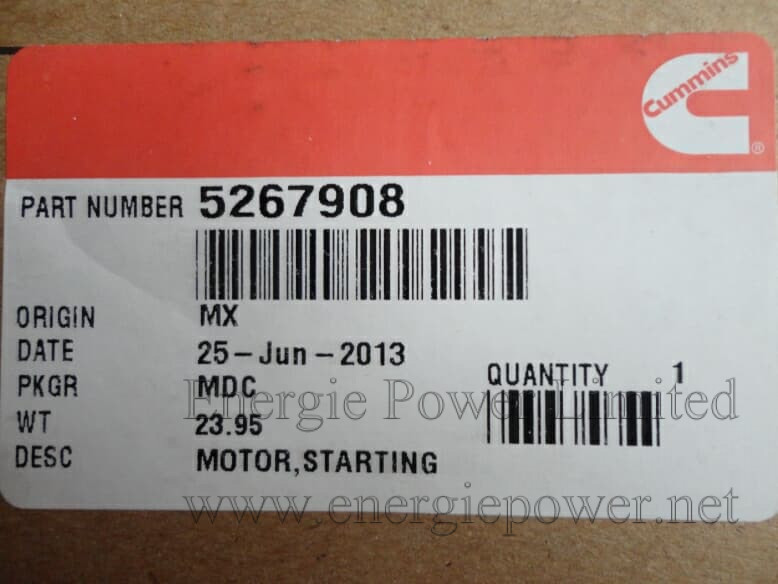 Cummins
®
PART NUMBER 5267908
ORIGIN MX
DATE 25-Jun-2013
PKGR MDC
QUANTITY 1
WT 23.95
DESC MOTOR,STARTING
Energie Power Limited
www.energiepower.net